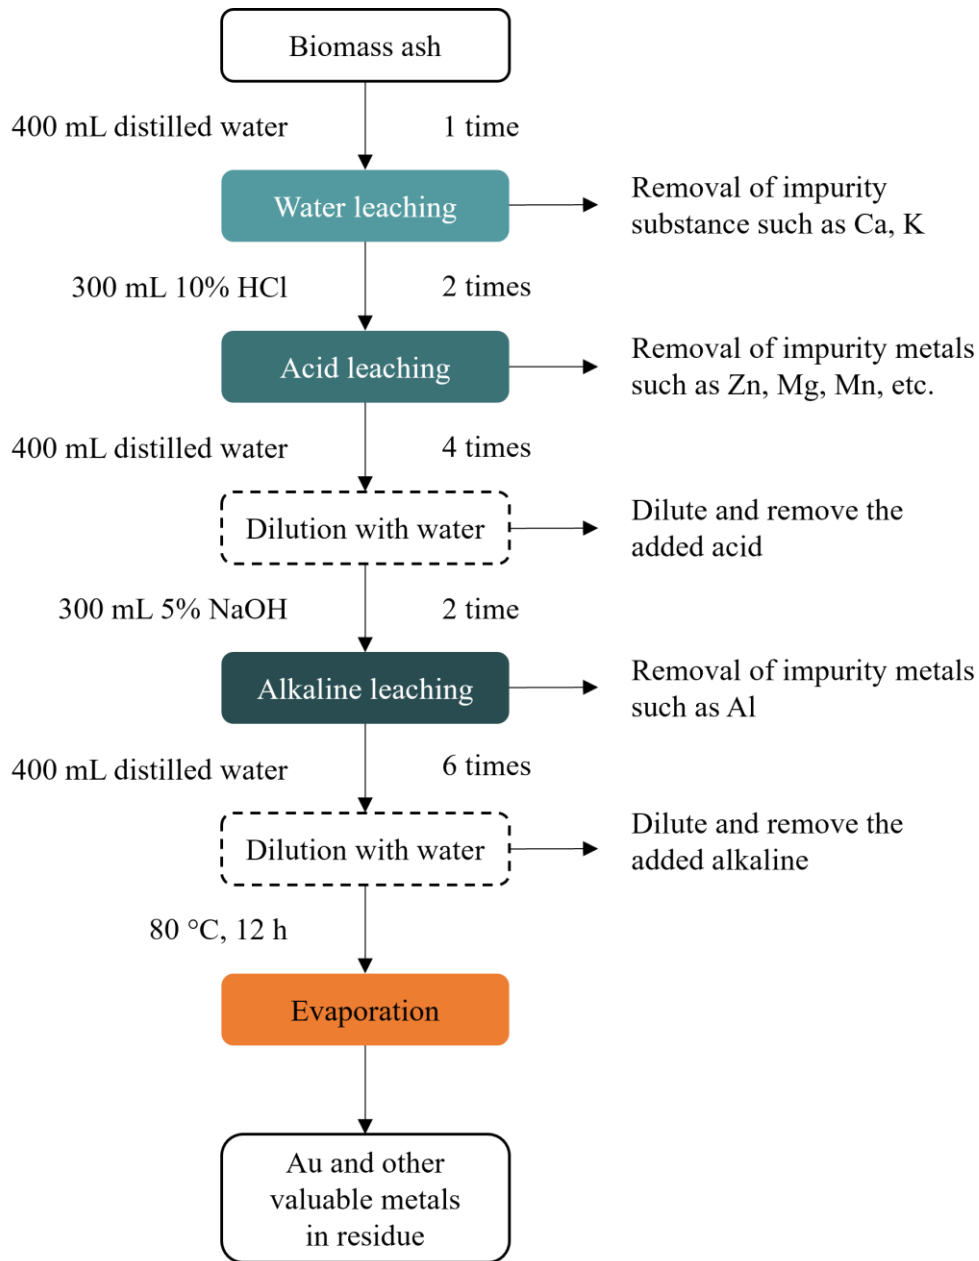 Biomass ash
400 mL distilled water
1 time
Water leaching
Removal of impurity
substance such as Ca, K
300 mL 10% HCl
2 times
Acid leaching
Removal of impurity metals
such as Zn, Mg, Mn, etc.
400 mL distilled water
4 times
Dilution with water
Dilute and remove the
added acid
300 mL 5% NaOH
2 time
Alkaline leaching
Removal of impurity metals
such as Al
400 mL distilled water
6 times
Dilution with water
Dilute and remove the
added alkaline
80 °C, 12 h
Evaporation
Au and other
valuable metals
in residue